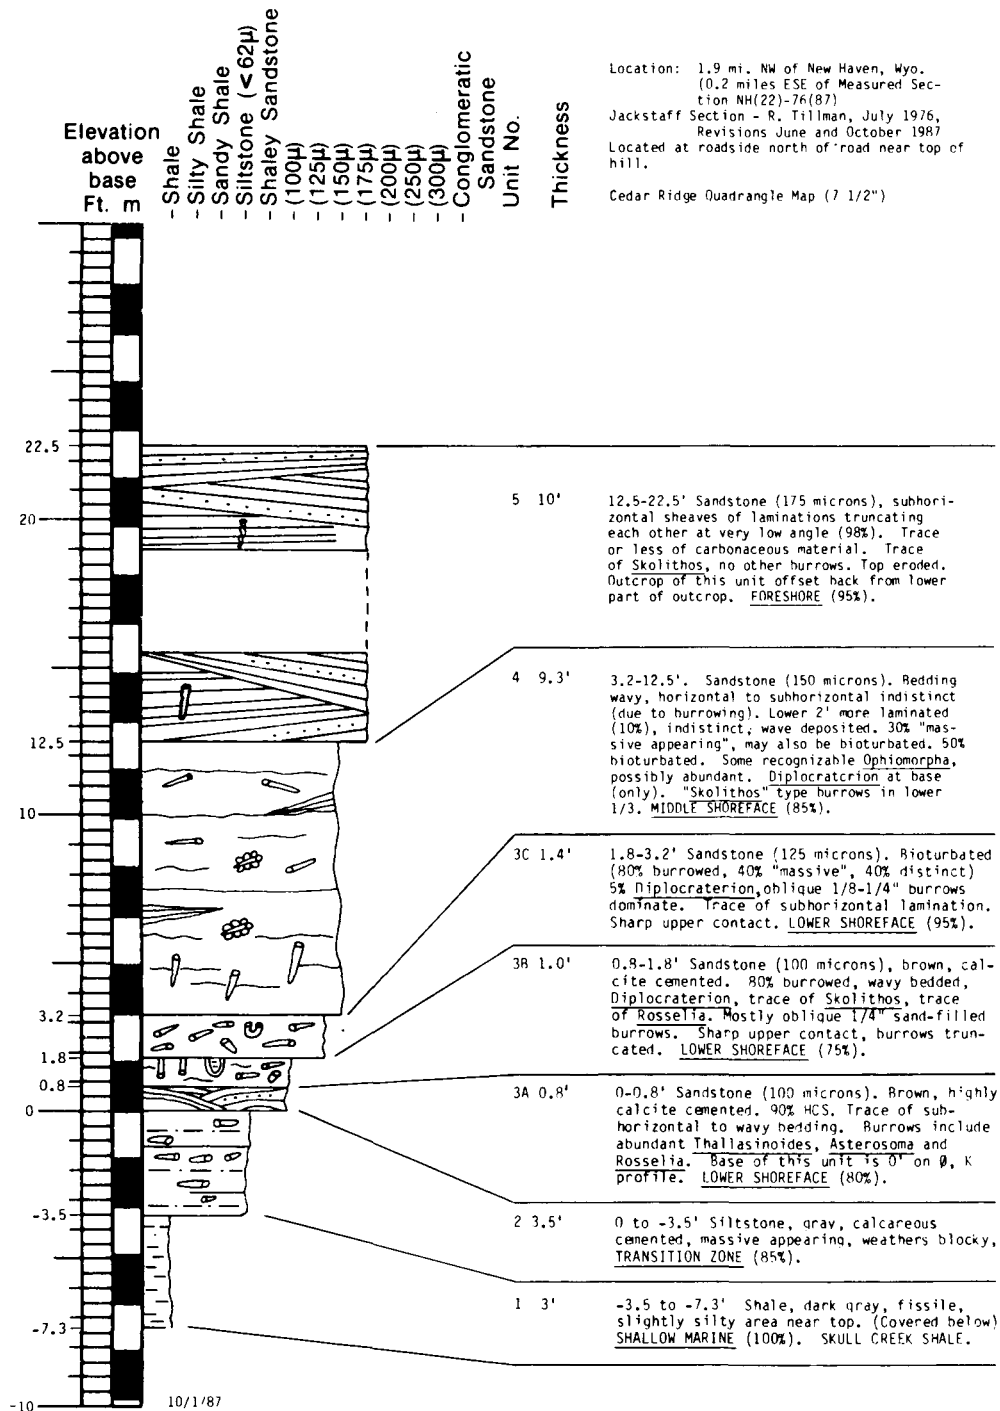 Elevation
above
base
Ft. m
- Shale
- Silty Shale
- Sandy Shale
- Siltstone (< 62µ)
- Shaley Sandstone
- (100µ)
- (125µ)
- (150µ)
- (175µ)
- (200µ)
- (250µ)
- (300µ)
- Conglomeratic
Sandstone
Unit No.
Thickness
Location: 1.9 mi. NW of New Haven, Wyo.
(0.2 miles ESE of Measured Sec-
tion NH(22)-76(87)
Jackstaff Section - R. Tillman, July 1976,
Revisions June and October 1987
Located at roadside north of road near top of
hill.
Cedar Ridge Quadrangle Map (7 1/2")
22.5
20
12.5
10
3.2
1.8
0.8
0
-3.5
-7.3
-10
5 10' 12.5-22.5' Sandstone (175 microns), subhori-
zontal sheaves of laminations truncating
each other at very low angle (98%). Trace
or less of carbonaceous material. Trace
of Skolithos, no other burrows. Top eroded.
Outcrop of this unit offset back from lower
part of outcrop. FORESHORE (95%).
4 9.3' 3.2-12.5'. Sandstone (150 microns). Bedding
wavy, horizontal to subhorizontal indistinct
(due to burrowing). Lower 2' more laminated
(10%), indistinct, wave deposited. 30% "mas-
sive appearing", may also be bioturbated. 50%
bioturbated. Some recognizable Ophiomorpha,
possibly abundant. Diplocratcrion at base
(only). "Skolithos" type burrows in lower
1/3. MIDDLE SHOREFACE (85%).
3C 1.4' 1.8-3.2' Sandstone (125 microns). Bioturbated
(80% burrowed, 40% "massive", 40% distinct)
5% Diplocraterion, oblique 1/8-1/4" burrows
dominate. Trace of subhorizontal lamination.
Sharp upper contact. LOWER SHOREFACE (95%).
3B 1.0' 0.8-1.8' Sandstone (100 microns), brown, cal-
cite cemented. 80% burrowed, wavy bedded,
Diplocraterion, trace of Skolithos, trace
of Rosselia. Mostly oblique 1/4" sand-filled
burrows. Sharp upper contact, burrows trun-
cated. LOWER SHOREFACE (75%).
3A 0.8' 0-0.8' Sandstone (100 microns). Brown, highly
calcite cemented. 90% HCS. Trace of sub-
horizontal to wavy bedding. Burrows include
abundant Thallasinoides, Asterosoma and
Rosselia. Base of this unit is 0' on Ø, K
profile. LOWER SHOREFACE (80%).
2 3.5' 0 to -3.5' Siltstone, gray, calcareous
cemented, massive appearing, weathers blocky,
TRANSITION ZONE (85%).
1 3' -3.5 to -7.3' Shale, dark gray, fissile,
slightly silty area near top. (Covered below)
SHALLOW MARINE (100%). SKULL CREEK SHALE.
10/1/87